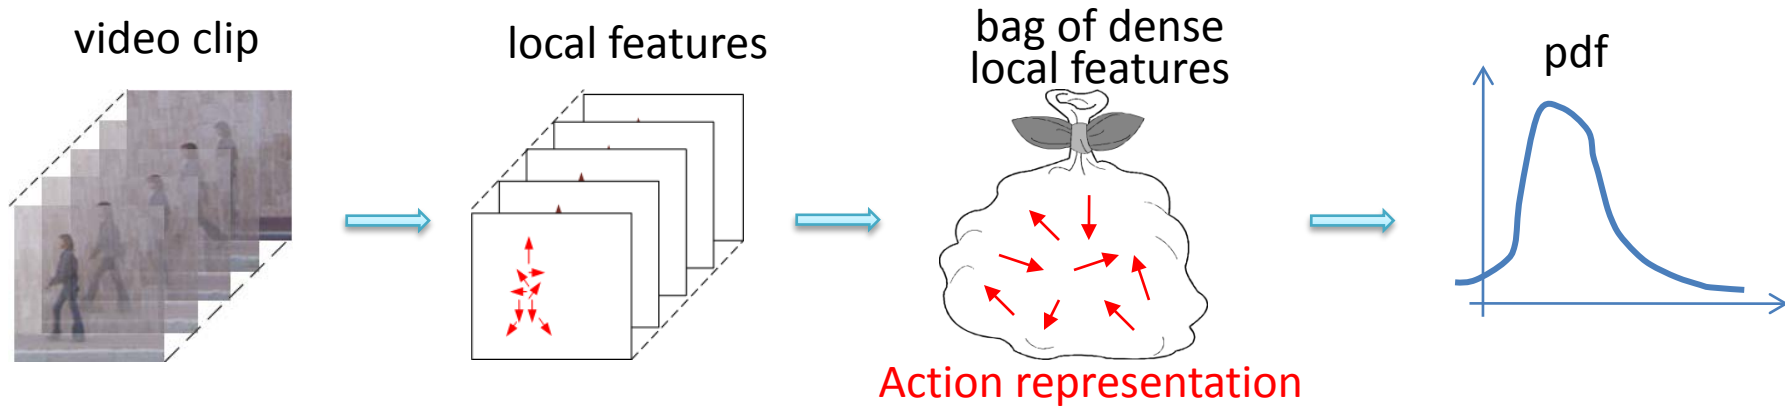 video clip
local features
bag of dense
local features
pdf
Action representation